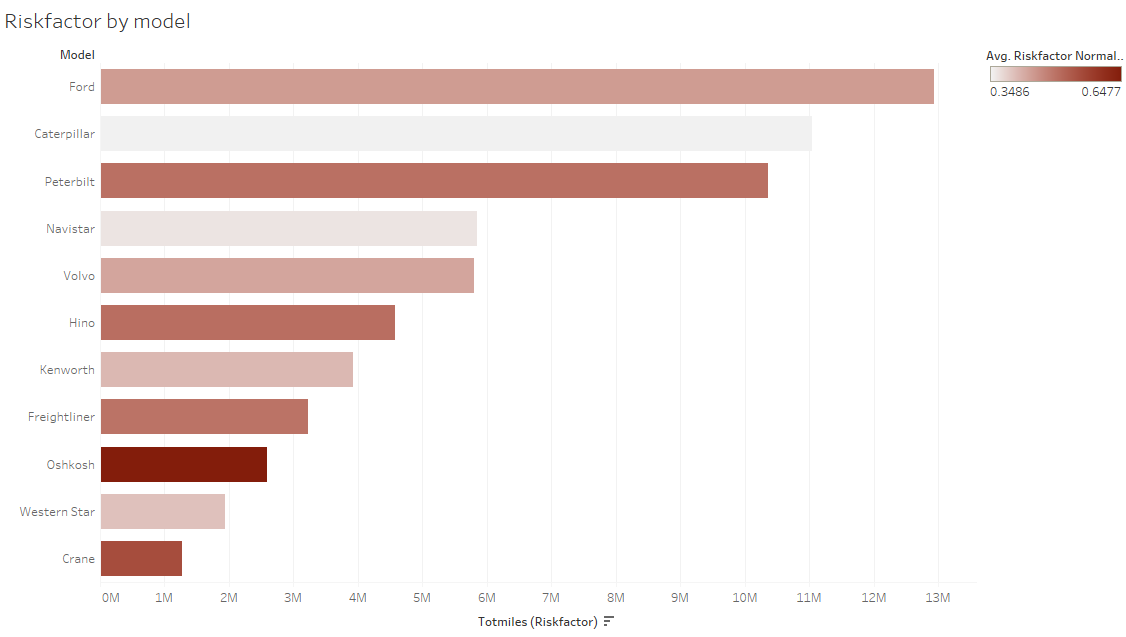 Riskfactor by model
Model
Ford
Caterpillar
Peterbilt
Navistar
Volvo
Hino
Kenworth
Freightliner
Oshkosh
Western Star
Crane
0M 1M 2M 3M 4M 5M 6M 7M 8M 9M 10M 11M 12M 13M
Totmiles (Riskfactor)
Avg. Riskfactor Normal..
0.3486 0.6477